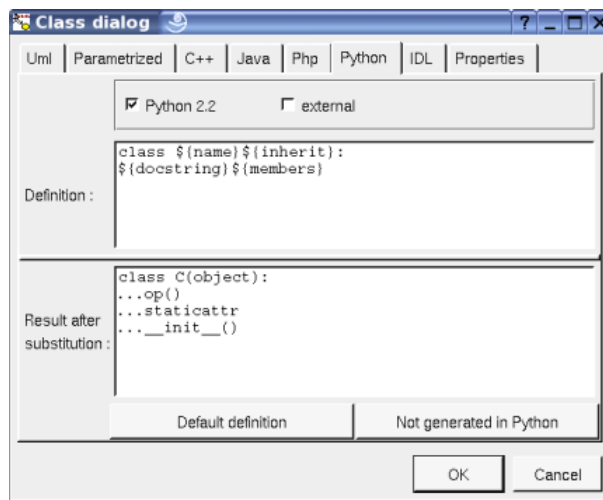 Class dialog
Uml Parametrized C++ Java Php Python IDL Properties
Python 2.2 external
Definition :
class ${name}${inherit}:
${docstring}${members}
Result after
substitution :
class C(object):
...op()
...staticattr
...__init__()
Default definition Not generated in Python
OK Cancel